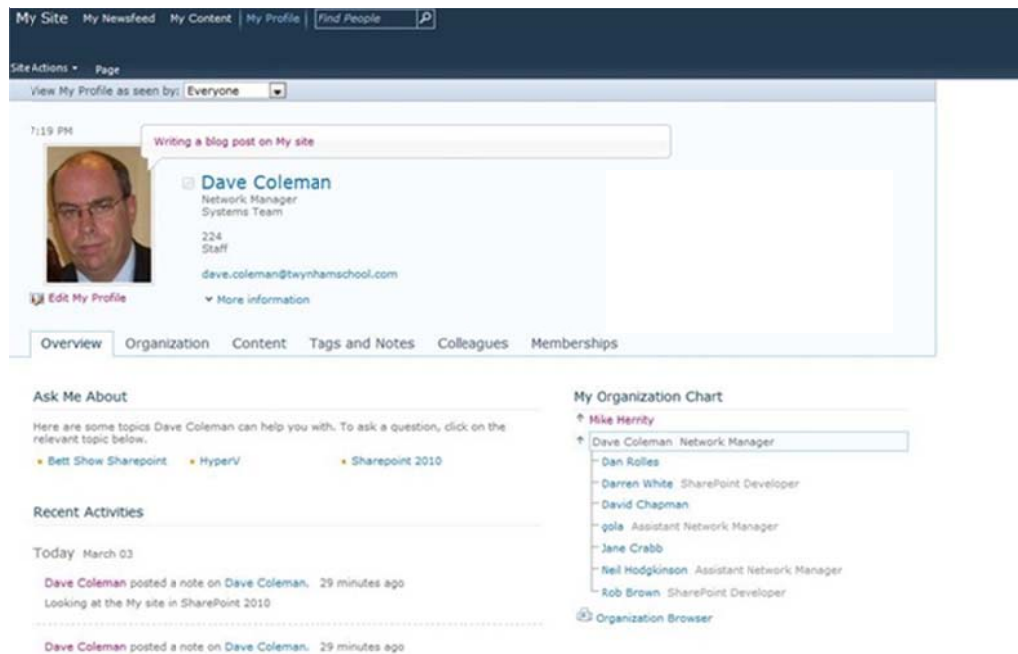 My Site My Newsfeed My Content My Profile Find People
Site Actions Page
View My Profile as seen by: Everyone
7:19 PM
Writing a blog post on My site
Dave Coleman
Network Manager
Systems Team
224
Staff
dave.coleman@twynhamschool.com
Edit My Profile
More information
Overview Organization Content Tags and Notes Colleagues Memberships
Ask Me About
Here are some topics Dave Coleman can help you with. To ask a question, click on the
relevant topic below.
Bett Show Sharepoint HyperV Sharepoint 2010
Recent Activities
Today March 03
Dave Coleman posted a note on Dave Coleman. 29 minutes ago
Looking at the My site in SharePoint 2010
Dave Coleman posted a note on Dave Coleman. 29 minutes ago
My Organization Chart
Mike Herrity
Dave Coleman Network Manager
Dan Rolles
Darren White SharePoint Developer
David Chapman
gola Assistant Network Manager
Jane Crabb
Neil Hodgkinson Assistant Network Manager
Rob Brown SharePoint Developer
Organization Browser